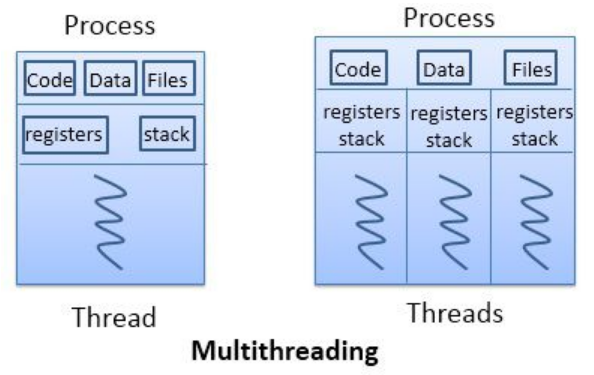 Process
Code Data Files
registers stack
Thread
Process
Code Data Files
registers registers registers
stack stack stack
Threads
Multithreading